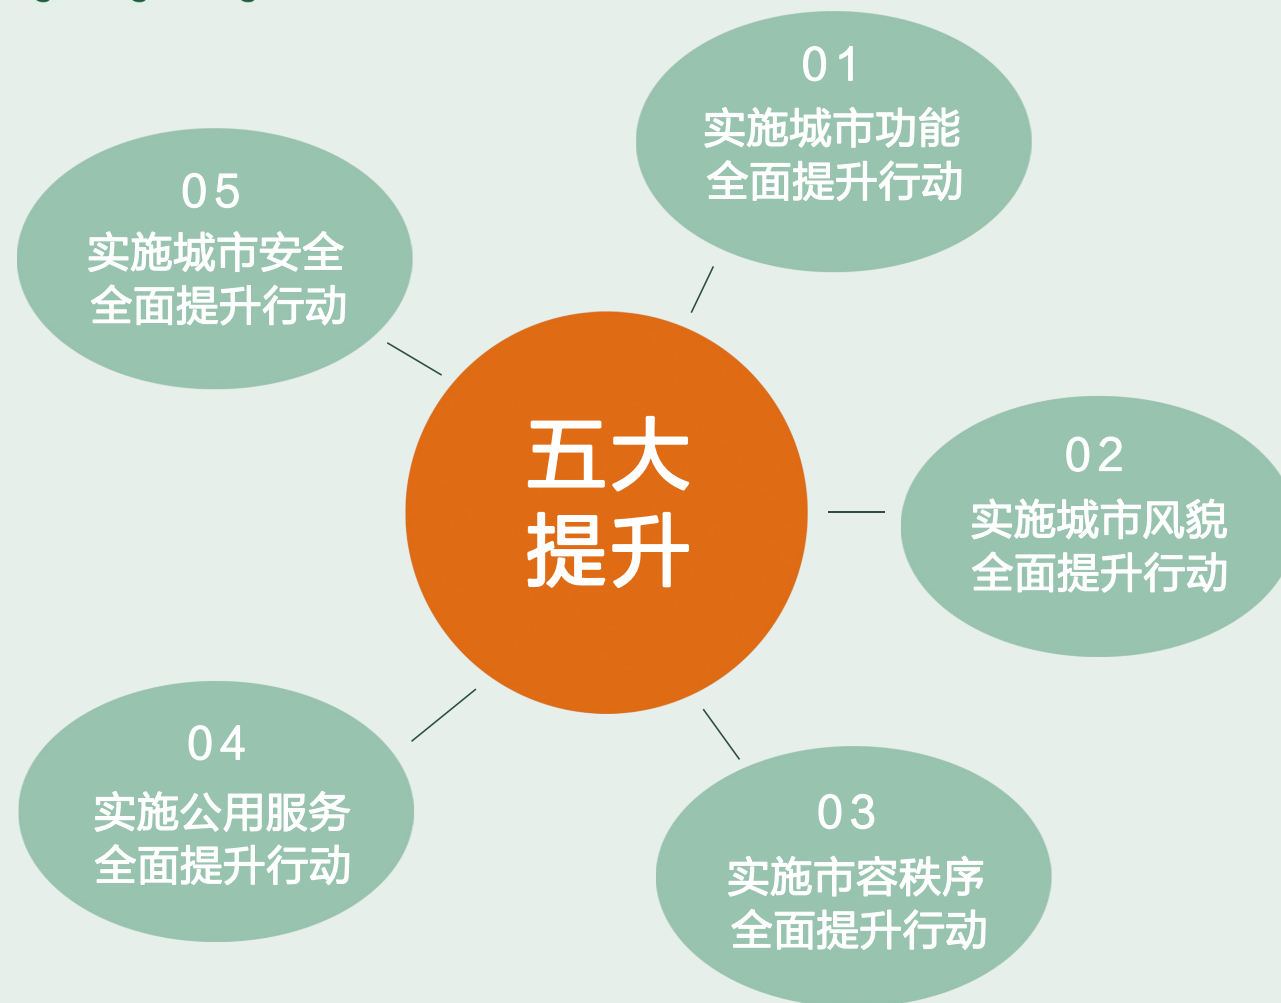 五大
提升
01
实施城市功能
全面提升行动
02
实施城市风貌
全面提升行动
03
实施市容秩序
全面提升行动
04
实施公用服务
全面提升行动
05
实施城市安全
全面提升行动